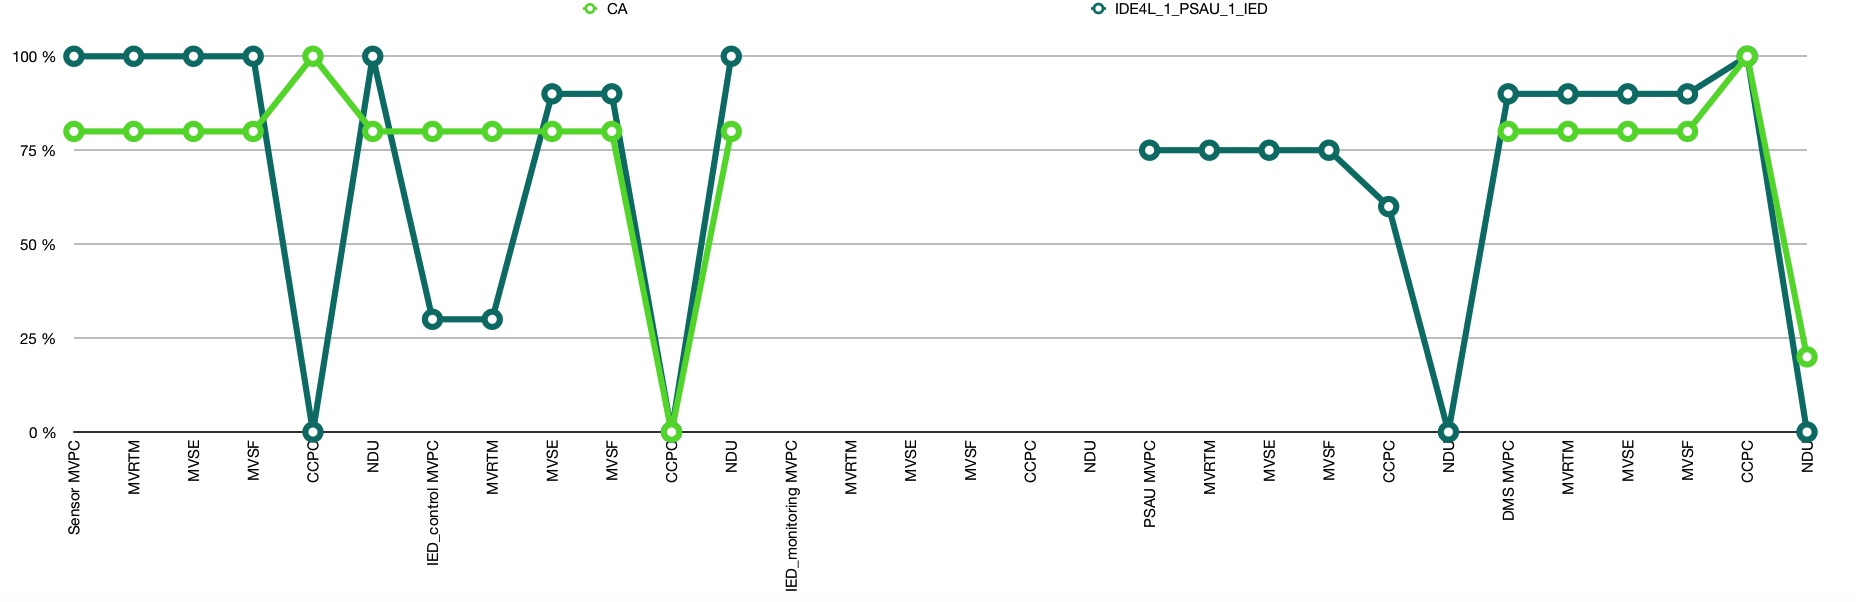 CA
IDE4L_1_PSAU_1_IED
100 %
75 %
50 %
25 %
0 %
Sensor MVPC
MVRTM
MVSE
MVSF
CCPC
NDU
IED_control MVPC
MVRTM
MVSE
MVSF
CCPC
NDU
IED_monitoring MVPC
MVRTM
MVSE
MVSF
CCPC
NDU
PSAU MVPC
MVRTM
MVSE
MVSF
CCPC
NDU
DMS MVPC
MVRTM
MVSE
MVSF
CCPC
NDU